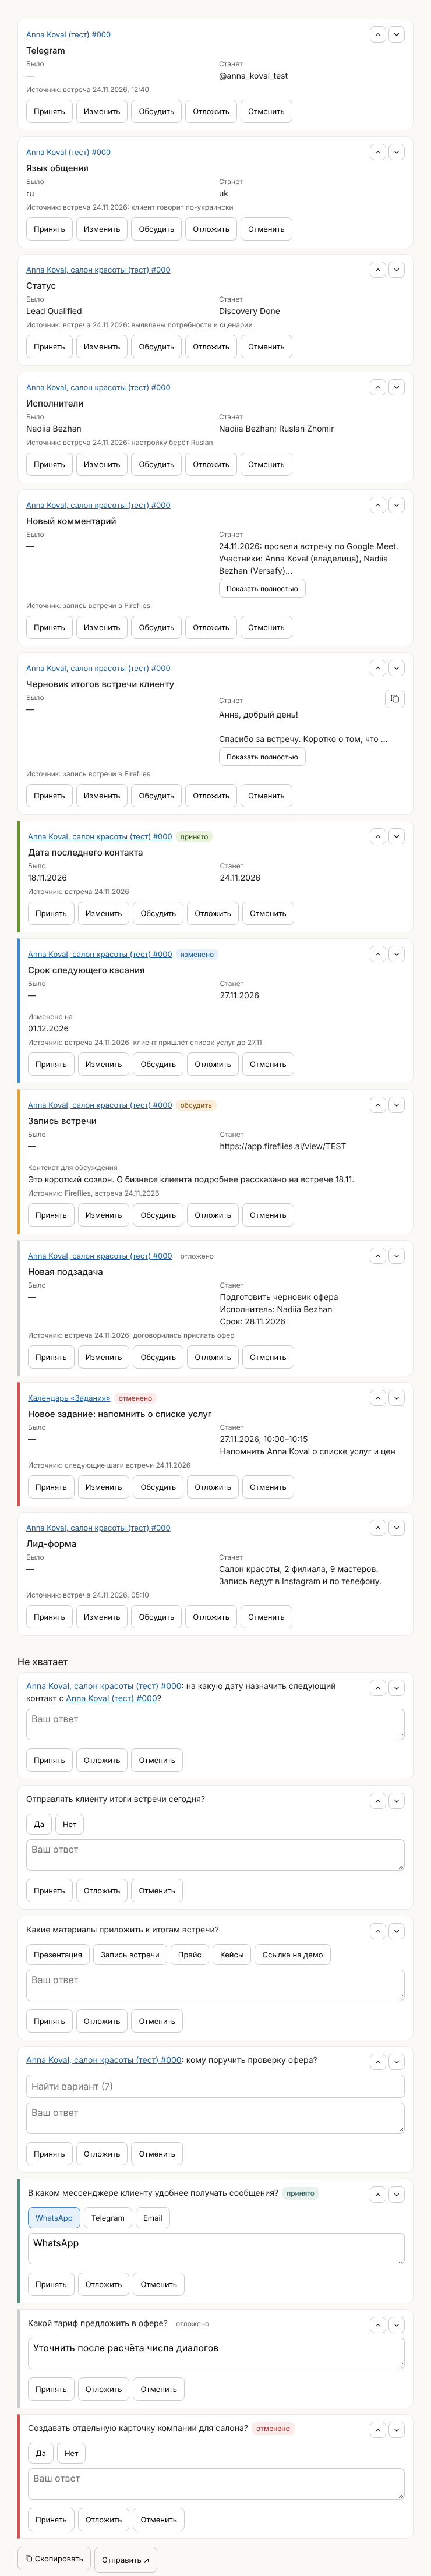 Anna Koval (тест) #000
Telegram
Было
Станет
—
@anna_koval_test
Источник: встреча 24.11.2026, 12:40
Принять Изменить Обсудить Отложить Отменить
Anna Koval (тест) #000
Язык общения
Было
Станет
ru
uk
Источник: встреча 24.11.2026: клиент говорит по-украински
Принять Изменить Обсудить Отложить Отменить
Anna Koval, салон красоты (тест) #000
Статус
Было
Станет
Lead Qualified
Discovery Done
Источник: встреча 24.11.2026: выявлены потребности и сценарии
Принять Изменить Обсудить Отложить Отменить
Anna Koval, салон красоты (тест) #000
Исполнители
Было
Станет
Nadiia Bezhan
Nadiia Bezhan; Ruslan Zhomir
Источник: встреча 24.11.2026: настройку берёт Ruslan
Принять Изменить Обсудить Отложить Отменить
Anna Koval, салон красоты (тест) #000
Новый комментарий
Было
Станет
—
24.11.2026: провели встречу по Google Meet.
Участники: Anna Koval (владелица), Nadiia
Bezhan (Versafy)...
Показать полностью
Источник: запись встречи в Fireflies
Принять Изменить Обсудить Отложить Отменить
Anna Koval, салон красоты (тест) #000
Черновик итогов встречи клиенту
Было
Станет
—
Анна, добрый день!
Спасибо за встречу. Коротко о том, что ...
Показать полностью
Источник: запись встречи в Fireflies
Принять Изменить Обсудить Отложить Отменить
Anna Koval, салон красоты (тест) #000 принято
Дата последнего контакта
Было
Станет
18.11.2026
24.11.2026
Источник: встреча 24.11.2026
Принять Изменить Обсудить Отложить Отменить
Anna Koval, салон красоты (тест) #000 изменено
Срок следующего касания
Было
Станет
—
27.11.2026
Изменено на
01.12.2026
Источник: встреча 24.11.2026: клиент пришлёт список услуг до 27.11
Принять Изменить Обсудить Отложить Отменить
Anna Koval, салон красоты (тест) #000 обсудить
Запись встречи
Было
Станет
—
https://app.fireflies.ai/view/TEST
Контекст для обсуждения
Это короткий созвон. О бизнесе клиента подробнее рассказано на встрече 18.11.
Источник: Fireflies, встреча 24.11.2026
Принять Изменить Обсудить Отложить Отменить
Anna Koval, салон красоты (тест) #000 отложено
Новая подзадача
Было
Станет
—
Подготовить черновик офера
Исполнитель: Nadiia Bezhan
Срок: 28.11.2026
Источник: встреча 24.11.2026: договорились прислать офер
Принять Изменить Обсудить Отложить Отменить
Календарь «Задания» отменено
Новое задание: напомнить о списке услуг
Было
Станет
—
27.11.2026, 10:00–10:15
Напомнить Anna Koval о списке услуг и цен
Источник: следующие шаги встречи 24.11.2026
Принять Изменить Обсудить Отложить Отменить
Anna Koval, салон красоты (тест) #000
Лид-форма
Было
Станет
—
Салон красоты, 2 филиала, 9 мастеров.
Запись ведут в Instagram и по телефону.
Источник: встреча 24.11.2026, 05:10
Принять Изменить Обсудить Отложить Отменить
Не хватает
Anna Koval, салон красоты (тест) #000: на какую дату назначить следующий
контакт с Anna Koval (тест) #000?
Ваш ответ
Принять Отложить Отменить
Отправлять клиенту итоги встречи сегодня?
Да Нет
Ваш ответ
Принять Отложить Отменить
Какие материалы приложить к итогам встречи?
Презентация Запись встречи Прайс Кейсы Ссылка на демо
Ваш ответ
Принять Отложить Отменить
Anna Koval, салон красоты (тест) #000: кому поручить проверку офера?
Найти вариант (7)
Ваш ответ
Принять Отложить Отменить
В каком мессенджере клиенту удобнее получать сообщения? принято
WhatsApp Telegram Email
WhatsApp
Принять Отложить Отменить
Какой тариф предложить в офере? отложено
Уточнить после расчёта числа диалогов
Принять Отложить Отменить
Создавать отдельную карточку компании для салона? отменено
Да Нет
Ваш ответ
Принять Отложить Отменить
Скопировать Отправить ↗